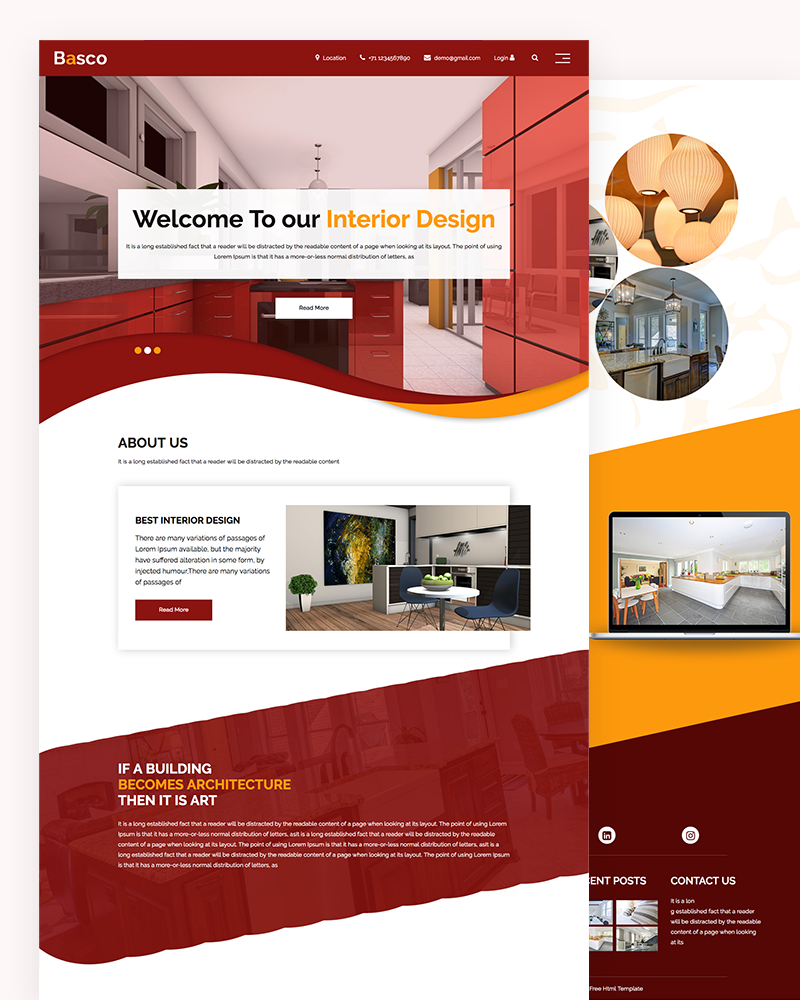 Basco
Location
+71 1234567890
demo@gmail.com
Login
Welcome To our Interior Design
It is a long established fact that a reader will be distracted by the readable content of a page when looking at its layout. The point of using
Lorem Ipsum is that it has a more-or-less normal distribution of letters, as
Read More
ABOUT US
It is a long established fact that a reader will be distracted by the readable content
BEST INTERIOR DESIGN
There are many variations of passages of
Lorem Ipsum available, but the majority
have suffered alteration in some form, by
injected humour,There are many variations
of passages of
Read More
IF A BUILDING
BECOMES ARCHITECTURE
THEN IT IS ART
It is a long established fact that a reader will be distracted by the readable content of a page when looking at its layout. The point of using Lorem
Ipsum is that it has a more-or-less normal distribution of letters, asIt is a long established fact that a reader will be distracted by the readable
content of a page when looking at its layout. The point of using Lorem Ipsum is that it has a more-or-less normal distribution of letters, asIt is a
long established fact that a reader will be distracted by the readable content of a page when looking at its layout. The point of using Lorem Ipsum
is that it has a more-or-less normal distribution of letters, as
ENT POSTS
CONTACT US
It is a lon
g established fact that a reader
will be distracted by the readable
content of a page when looking
at its
Free Html Template